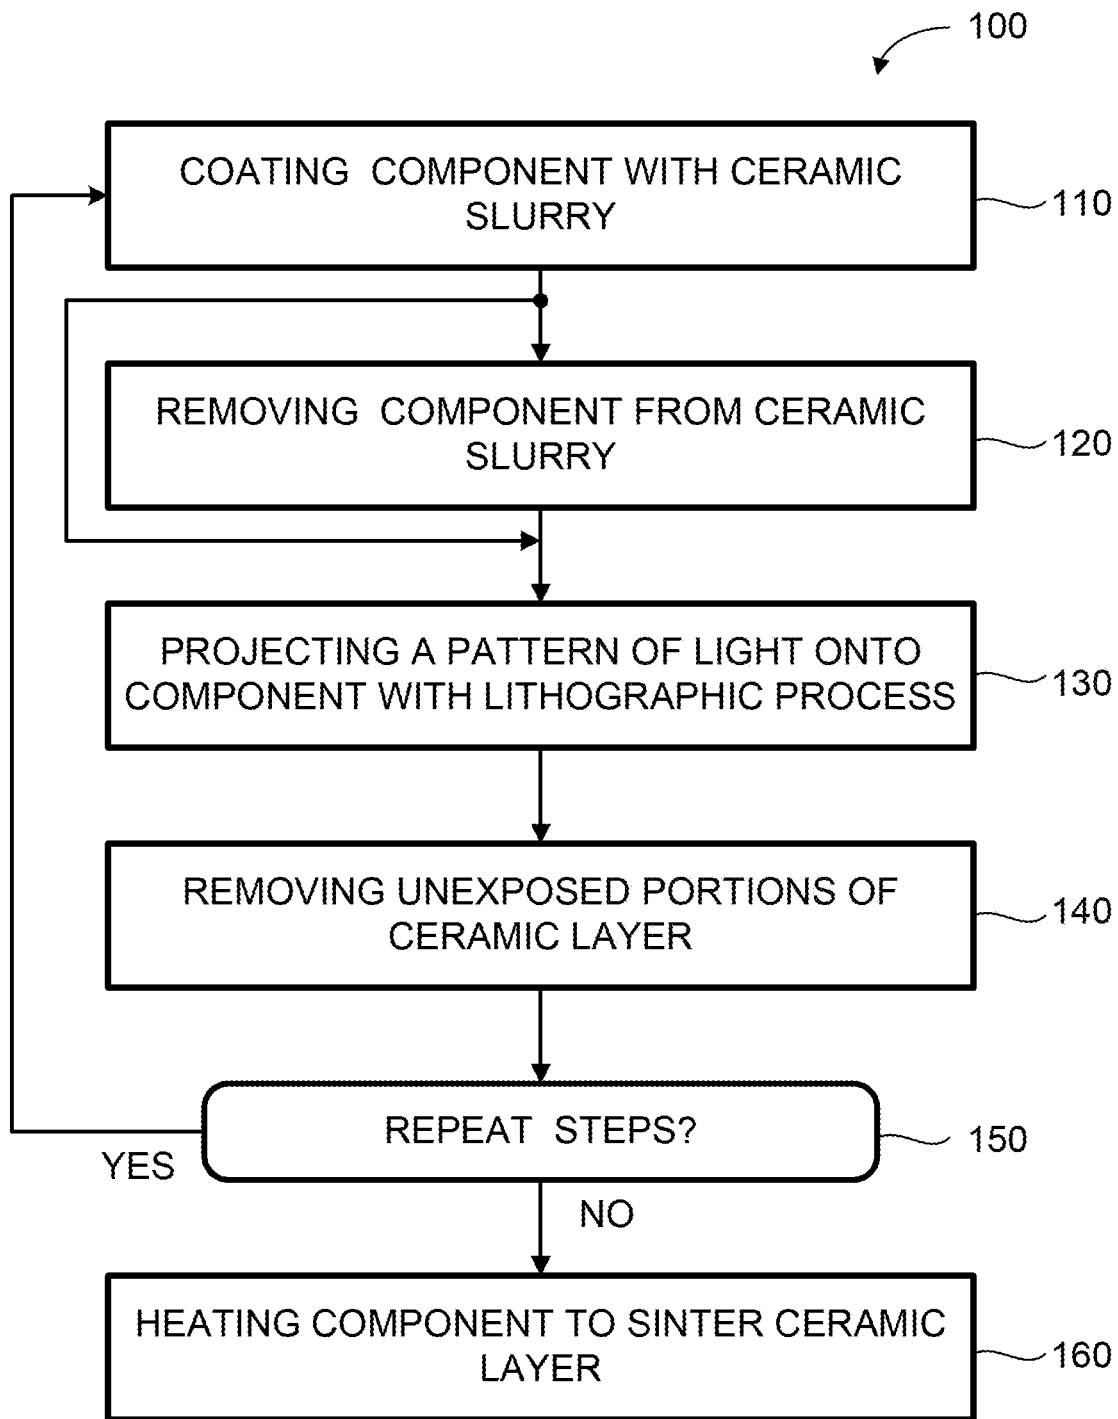 100
COATING COMPONENT WITH CERAMIC
SLURRY
110
REMOVING COMPONENT FROM CERAMIC
SLURRY
120
PROJECTING A PATTERN OF LIGHT ONTO
COMPONENT WITH LITHOGRAPHIC PROCESS
130
REMOVING UNEXPOSED PORTIONS OF
CERAMIC LAYER
140
REPEAT STEPS?
150
YES
NO
HEATING COMPONENT TO SINTER CERAMIC
LAYER
160